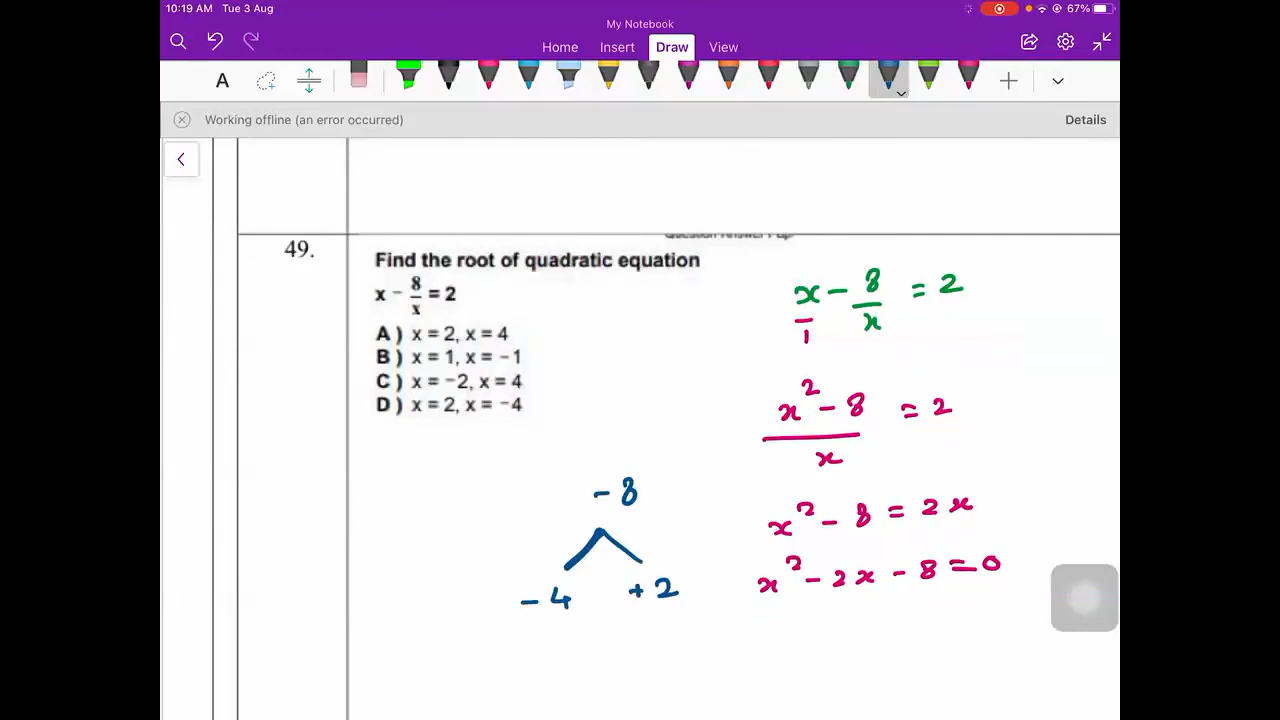 10:19 AM Tue 3 Aug
67%
My Notebook
Home Insert Draw View
A
Working offline (an error occurred)
Details
49.
Find the root of quadratic equation
x - 8/x = 2
A ) x = 2, x = 4
B ) x = 1, x = -1
C ) x = -2, x = 4
D ) x = 2, x = -4
x/1 - 8/x = 2
x² - 8 / x = 2
x² - 8 = 2x
x² - 2x - 8 = 0
- 8
- 4 + 2